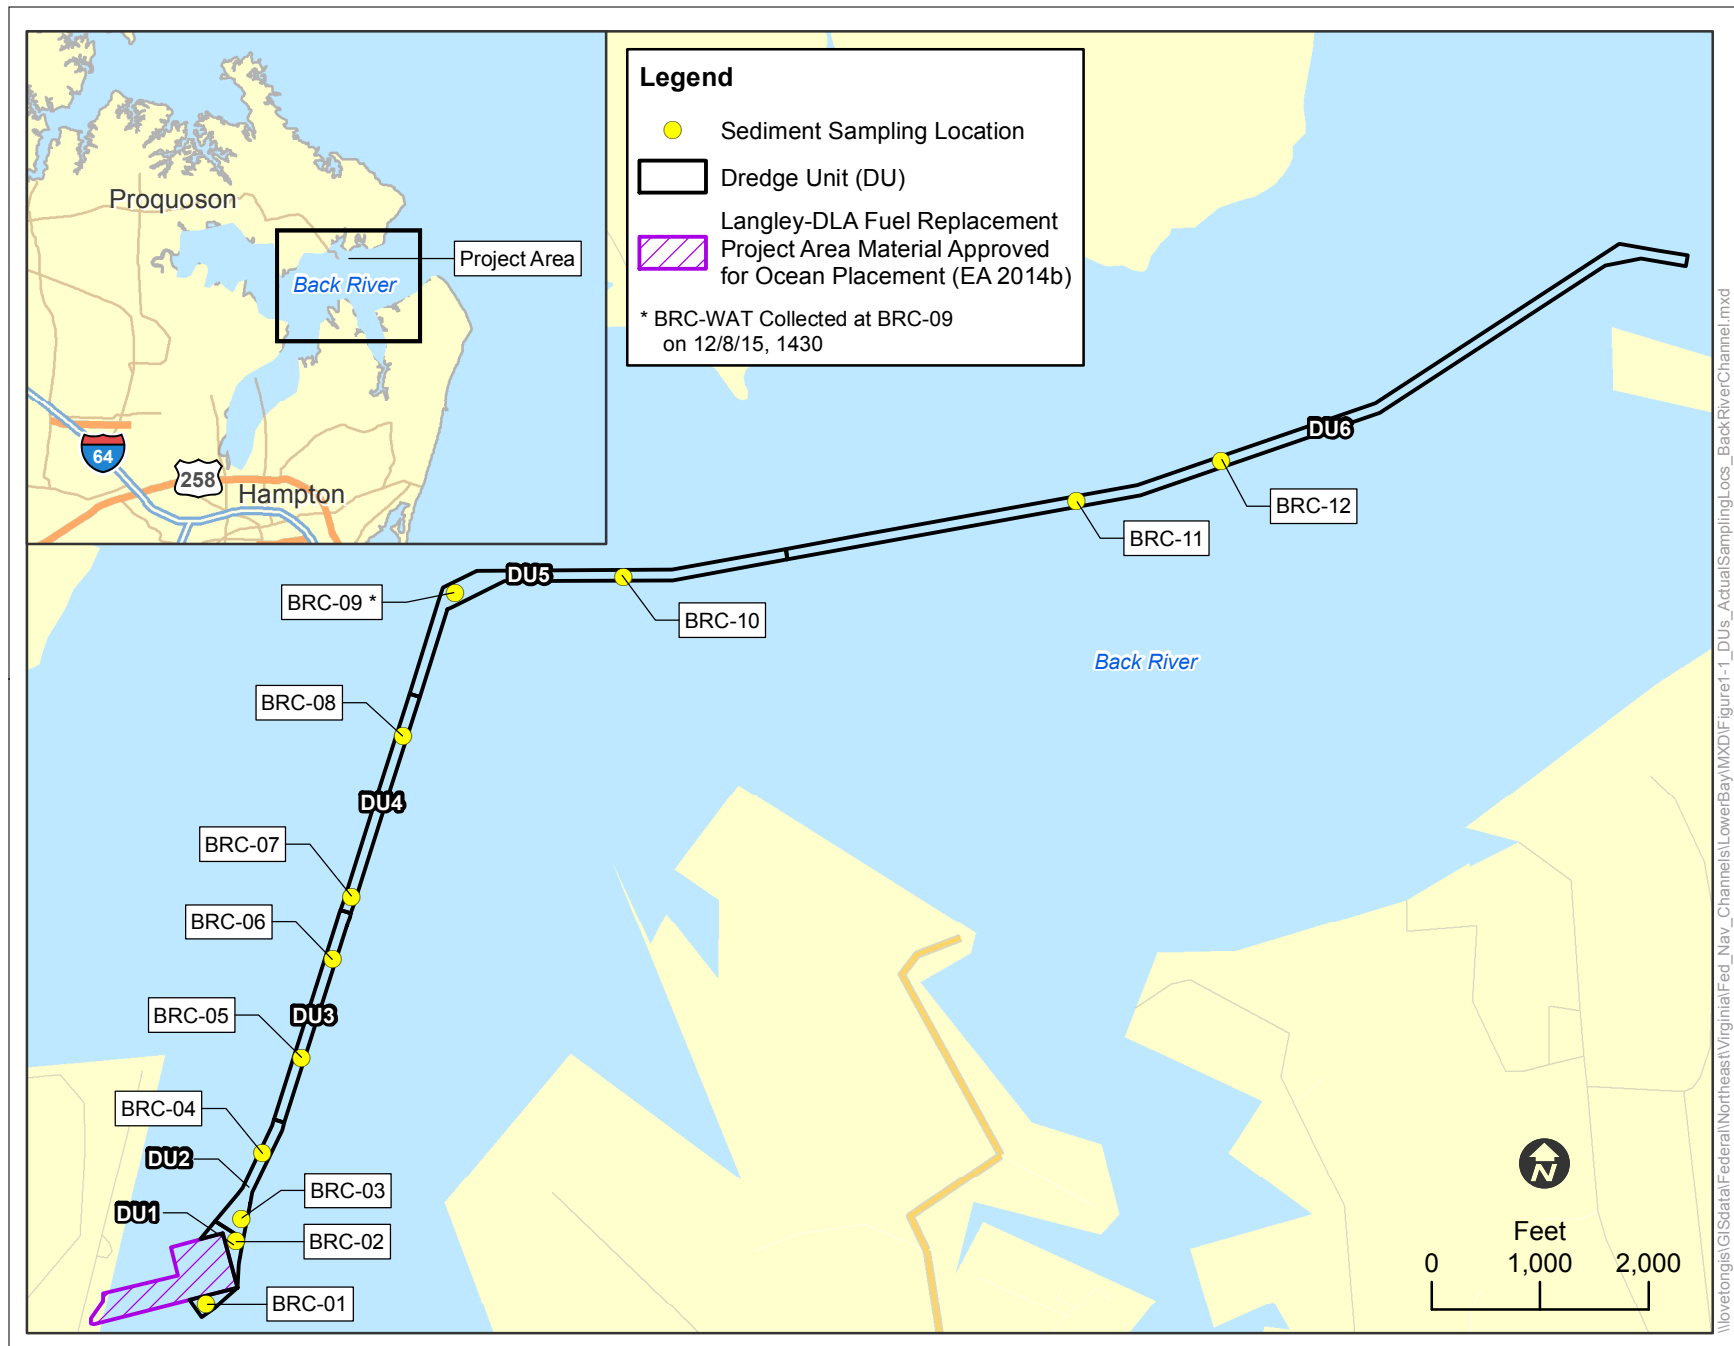 Legend
Sediment Sampling Location
Dredge Unit (DU)
Langley-DLA Fuel Replacement
Project Area Material Approved
for Ocean Placement (EA 2014b)
* BRC-WAT Collected at BRC-09
on 12/8/15, 1430
Proquoson
Project Area
Back River
64
258
Hampton
DU6
BRC-12
BRC-11
DU5
BRC-09 *
BRC-10
Back River
BRC-08
DU4
BRC-07
BRC-06
DU3
BRC-05
BRC-04
DU2
BRC-03
DU1
BRC-02
BRC-01
N
Feet
0 1,000 2,000
\\lovetongis\GISdata\Federal\Northeast\Virginia\Fed_Nav_Channels\LowerBay\MXD\Figure1-1_DUs_ActualSamplingLocs_BackRiverChannel.mxd